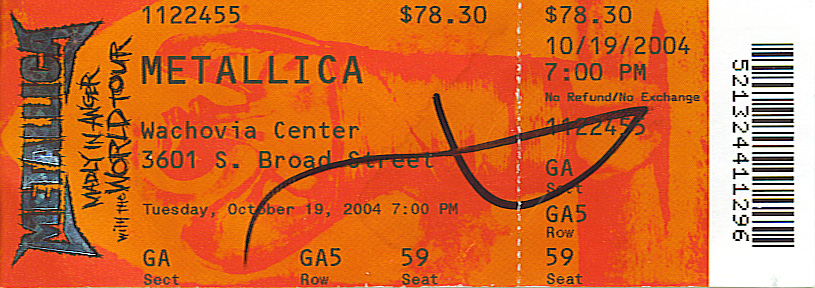 METALLICA
MADLY IN ANGER
with the WORLD TOUR
1122455
$78.30
METALLICA
Wachovia Center
3601 S. Broad Street
Tuesday, October 19, 2004 7:00 PM
GA
Sect
GA5
Row
59
Seat
$78.30
10/19/2004
7:00 PM
No Refund/No Exchange
1122455
GA
Sect
GA5
Row
59
Seat
5213244411296